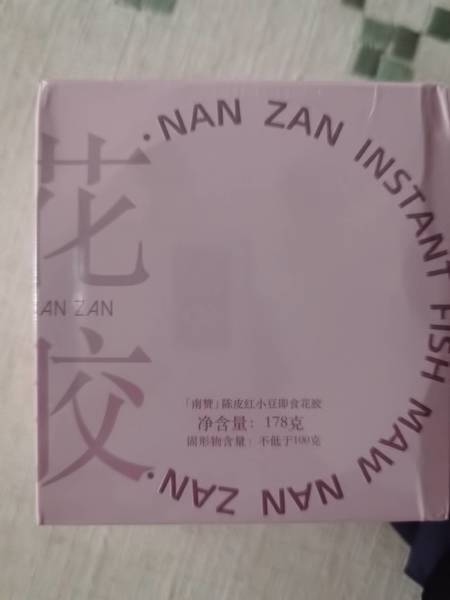 ·NAN ZAN INSTANT FISH MAW NAN ZAN·
花胶
AN ZAN
「南赞」陈皮红小豆即食花胶
净含量：178克
固形物含量：不低于100克